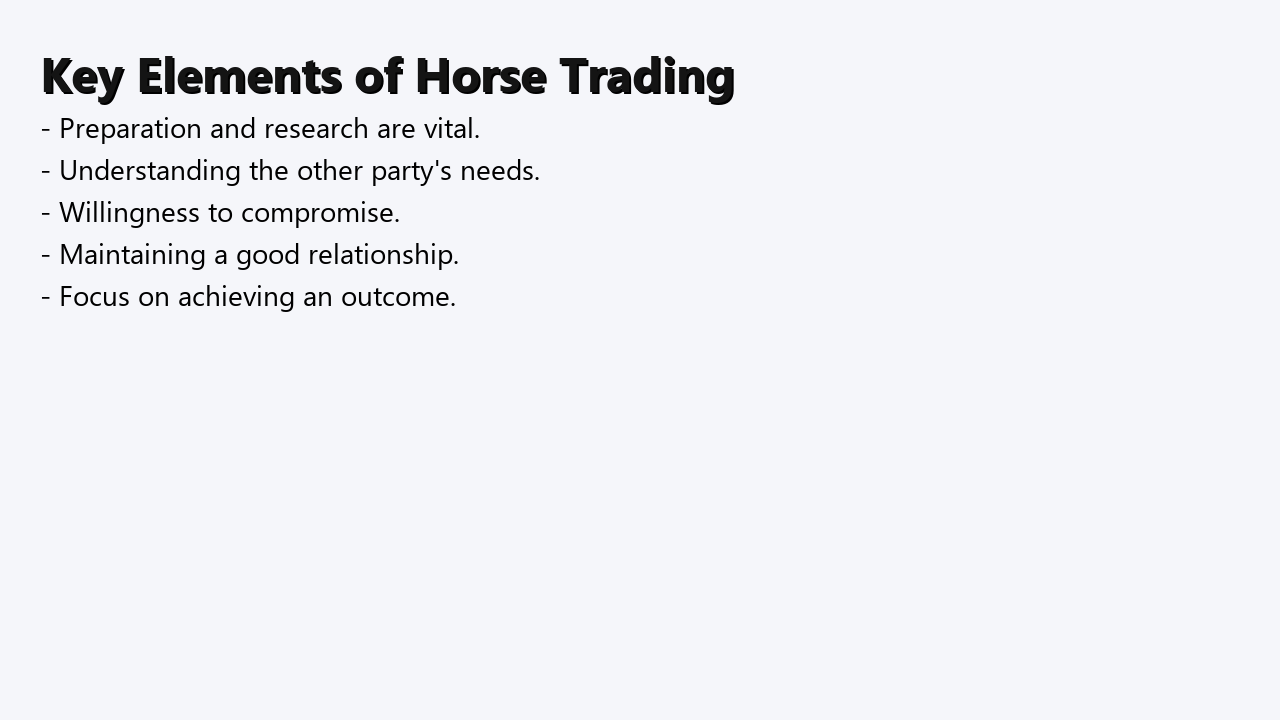 Key Elements of Horse Trading
- Preparation and research are vital.
- Understanding the other party's needs.
- Willingness to compromise.
- Maintaining a good relationship.
- Focus on achieving an outcome.